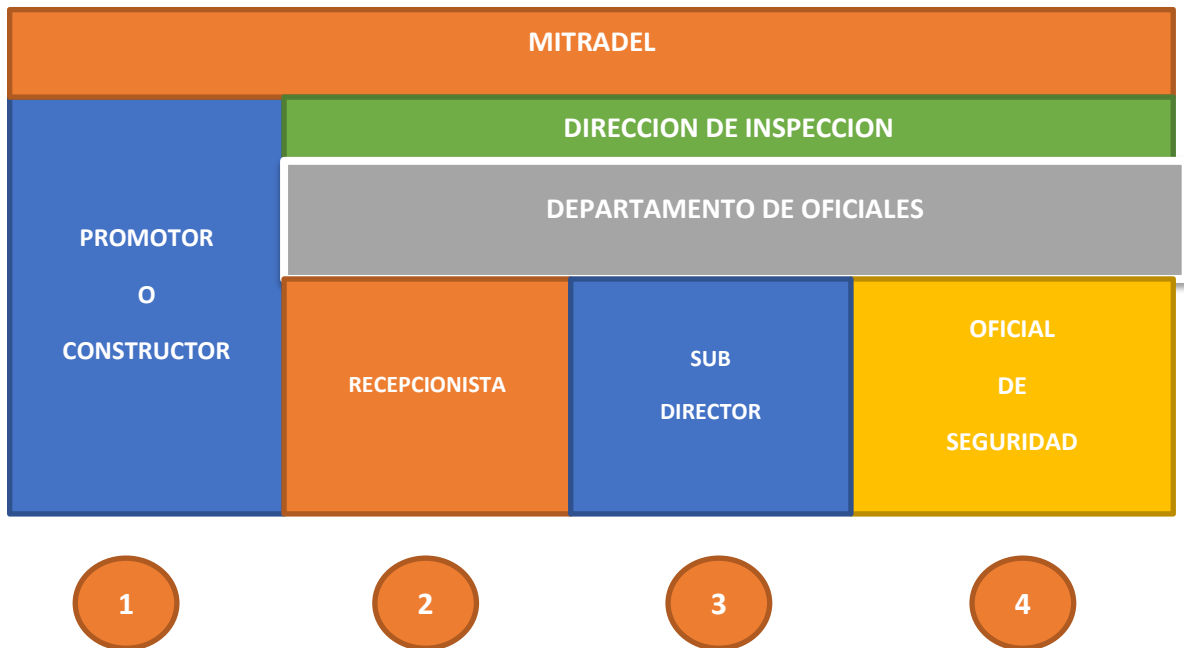 MITRADEL
DIRECCION DE INSPECCION
DEPARTAMENTO DE OFICIALES
PROMOTOR
O
CONSTRUCTOR
RECEPCIONISTA
SUB
DIRECTOR
OFICIAL
DE
SEGURIDAD
1
2
3
4